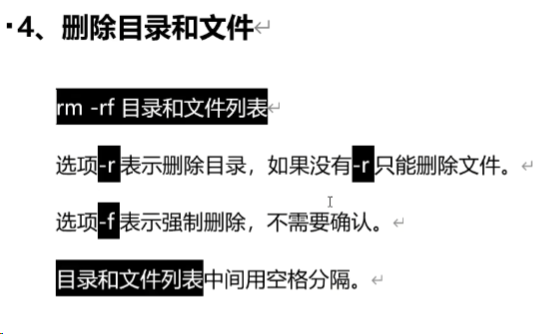 4、删除目录和文件
rm -rf 目录和文件列表
选项-r表示删除目录，如果没有-r只能删除文件。
选项-f表示强制删除，不需要确认。
目录和文件列表中间用空格分隔。